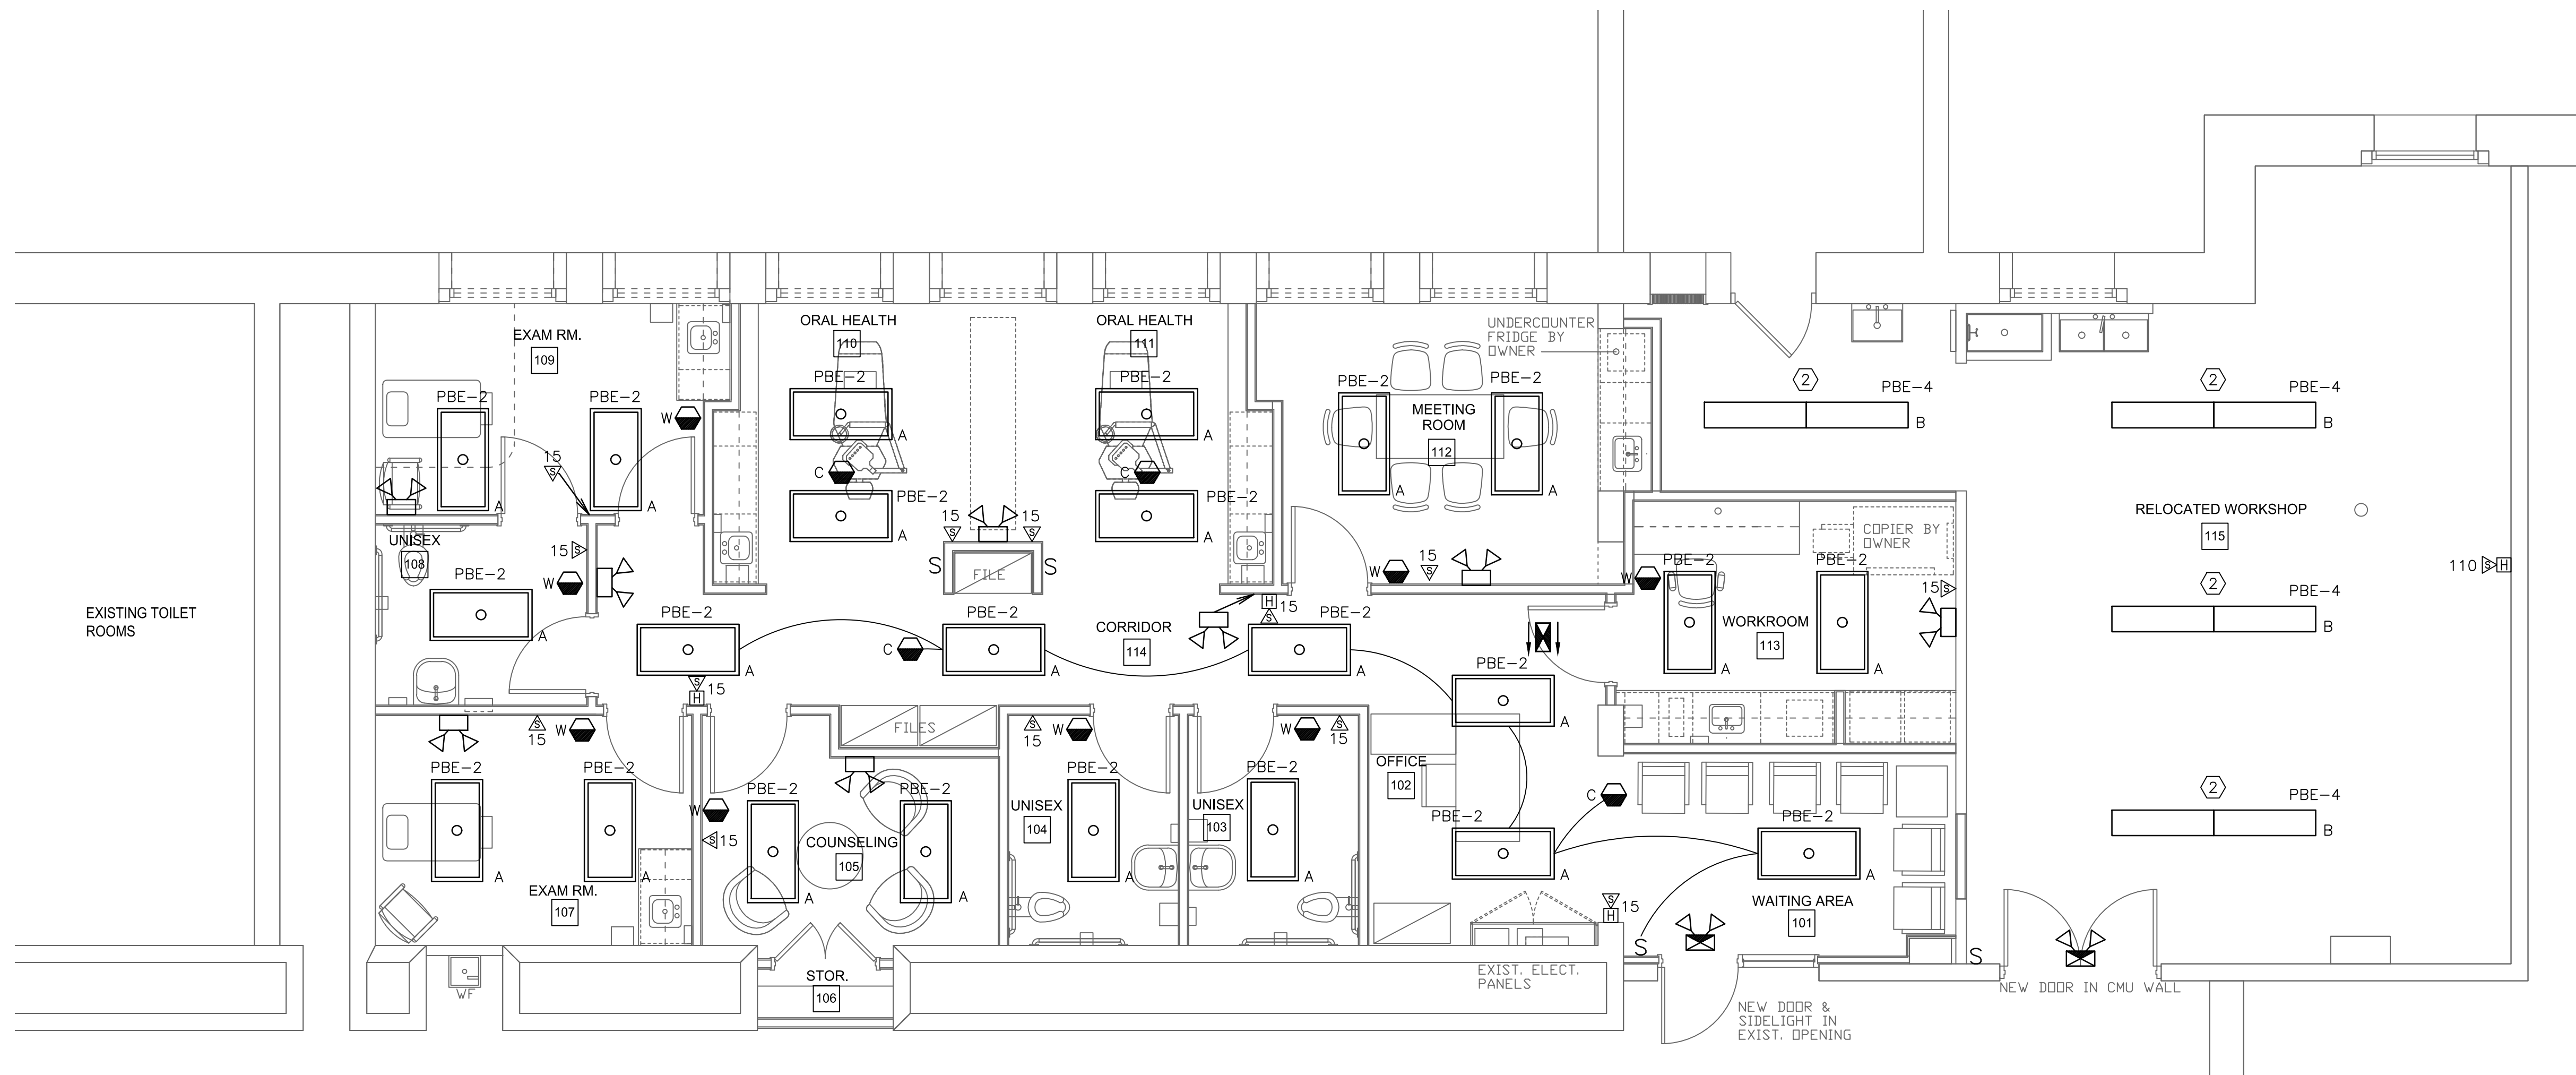 EXAM RM.
109
PBE-2
PBE-2
A
A
W
15
S
ORAL HEALTH
110
PBE-2
A
C
PBE-2
A
ORAL HEALTH
111
PBE-2
A
C
PBE-2
A
15
S
15
S
S
S
FILE
UNDERCOUNTER
FRIDGE BY
OWNER
PBE-2
PBE-2
MEETING
ROOM
112
A
A
W
15
S
2
PBE-4
B
2
PBE-4
B
RELOCATED WORKSHOP
115
110
S
H
2
PBE-4
B
2
PBE-4
B
COPIER BY
OWNER
PBE-2
PBE-2
W
15
S
WORKROOM
113
A
A
UNISEX
108
15
S
PBE-2
W
A
EXISTING TOILET
ROOMS
PBE-2
A
PBE-2
A
C
CORRIDOR
114
H
15
S
PBE-2
A
S
15
H
PBE-2
A
S
15
W
PBE-2
PBE-2
A
A
EXAM RM.
107
FILES
W
S
15
PBE-2
PBE-2
COUNSELING
105
A
A
STOR.
106
S
15
W
PBE-2
UNISEX
104
A
W
S
15
PBE-2
UNISEX
103
A
OFFICE
102
PBE-2
A
C
PBE-2
A
WAITING AREA
101
S
H
15
S
S
WF
EXIST. ELECT.
PANELS
NEW DOOR &
SIDELIGHT IN
EXIST. OPENING
NEW DOOR IN CMU WALL